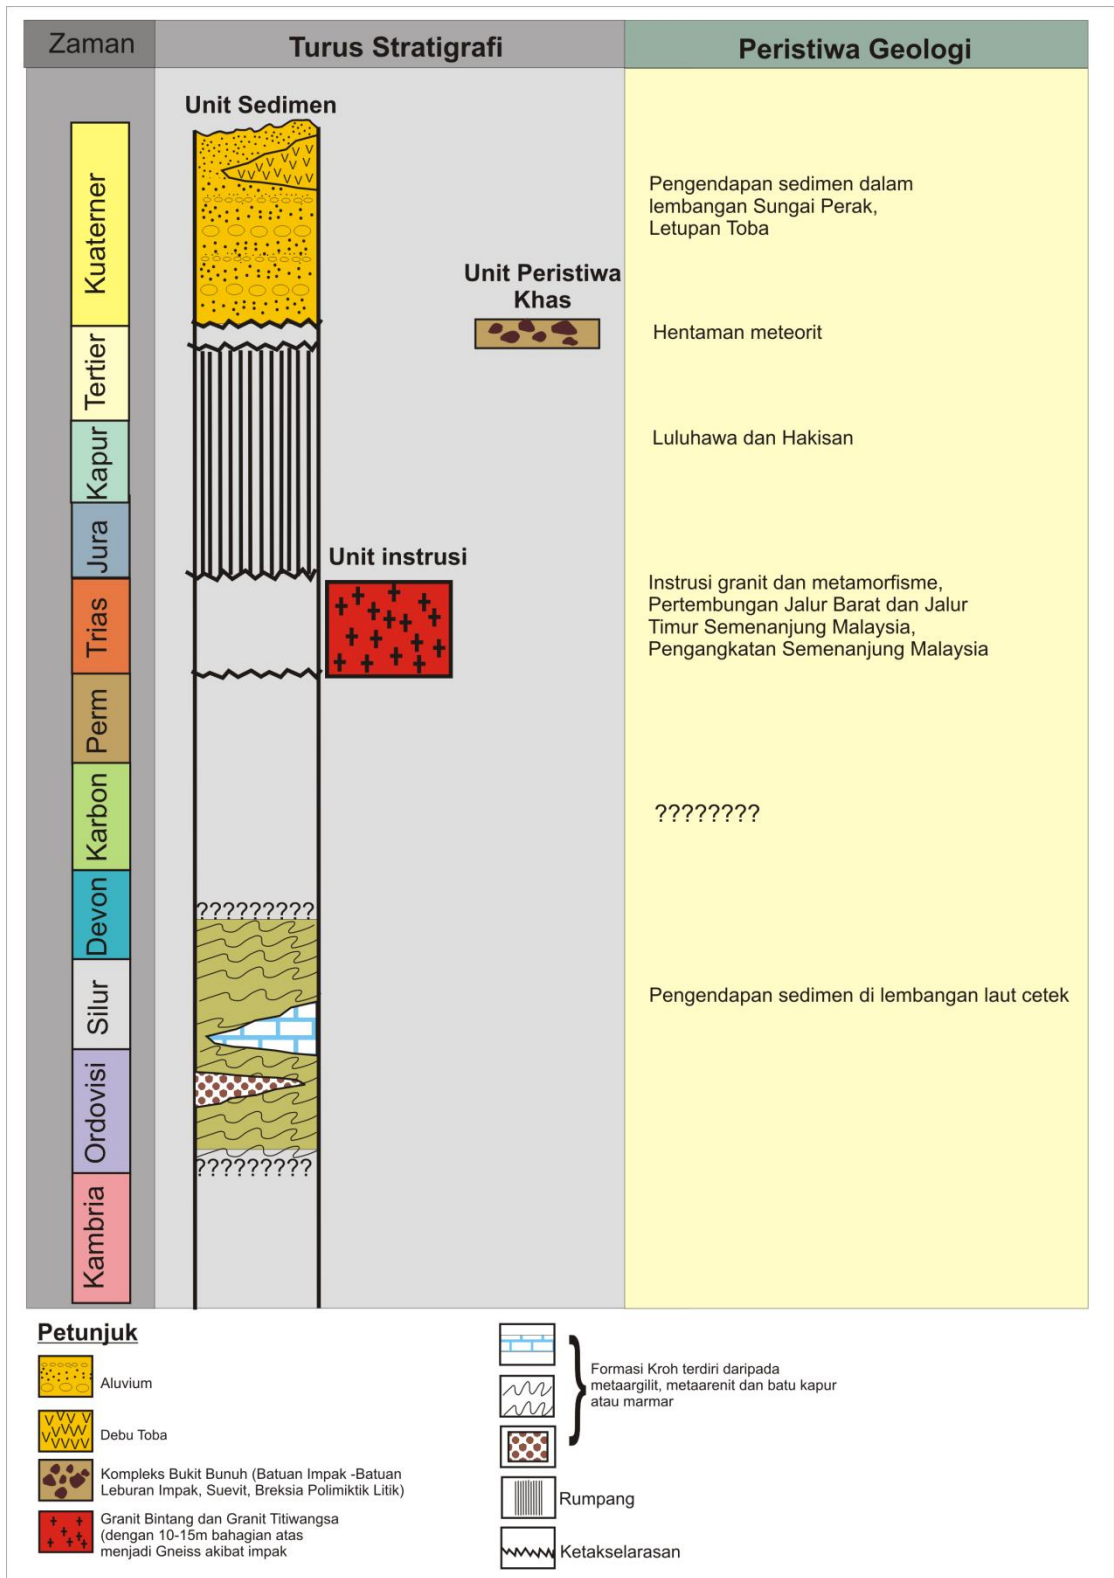 Zaman
Turus Stratigrafi
Peristiwa Geologi
Unit Sedimen
Kuaterner
Pengendapan sedimen dalam
lembangan Sungai Perak,
Letupan Toba
Unit Peristiwa
Khas
Hentaman meteorit
Tertier
Kapur
Luluhawa dan Hakisan
Jura
Unit instrusi
Trias
Instrusi granit dan metamorfisme,
Pertembungan Jalur Barat dan Jalur
Timur Semenanjung Malaysia,
Pengangkatan Semenanjung Malaysia
Perm
Karbon
????????
Devon
?????????
Silur
Pengendapan sedimen di lembangan laut cetek
Ordovisi
?????????
Kambria
Petunjuk
Aluvium
Debu Toba
Kompleks Bukit Bunuh (Batuan Impak -Batuan
Leburan Impak, Suevit, Breksia Polimiktik Litik)
Granit Bintang dan Granit Titiwangsa
(dengan 10-15m bahagian atas
menjadi Gneiss akibat impak
Formasi Kroh terdiri daripada
metaargilit, metaarenit dan batu kapur
atau marmar
Rumpang
Ketakselarasan